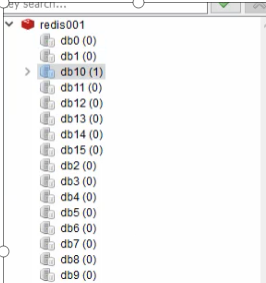 ey search...
redis001
db0 (0)
db1 (0)
db10 (1)
db11 (0)
db12 (0)
db13 (0)
db14 (0)
db15 (0)
db2 (0)
db3 (0)
db4 (0)
db5 (0)
db6 (0)
db7 (0)
db8 (0)
db9 (0)